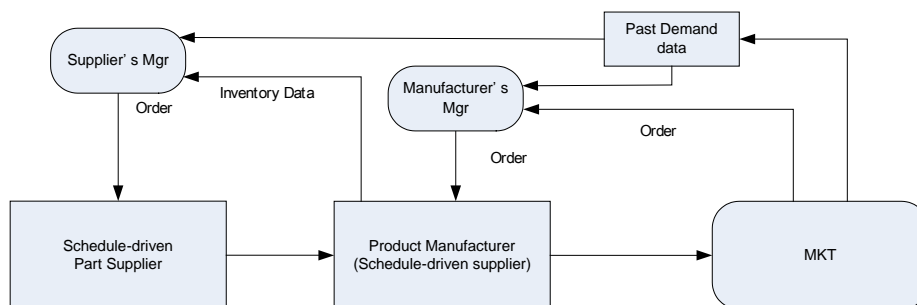 Past Demand
data
Supplier’s Mgr
Inventory Data
Manufacturer’s
Mgr
Order
Order
Order
Schedule-driven
Part Supplier
Product Manufacturer
(Schedule-driven supplier)
MKT